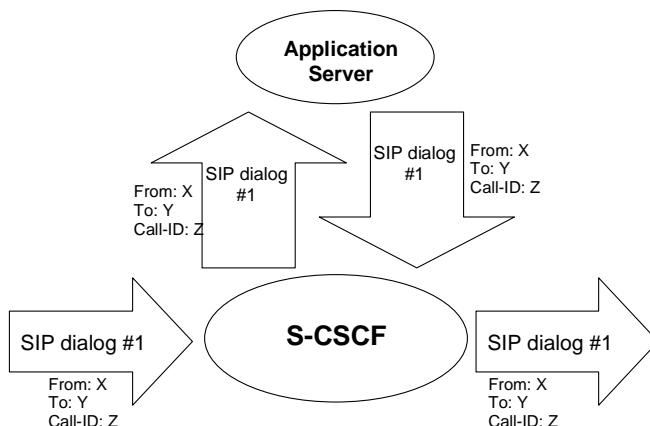 Application
Server
SIP dialog
#1
From: X
To: Y
Call-ID: Z
SIP dialog
#1
From: X
To: Y
Call-ID: Z
SIP dialog #1
From: X
To: Y
Call-ID: Z
S-CSCF
SIP dialog #1
From: X
To: Y
Call-ID: Z